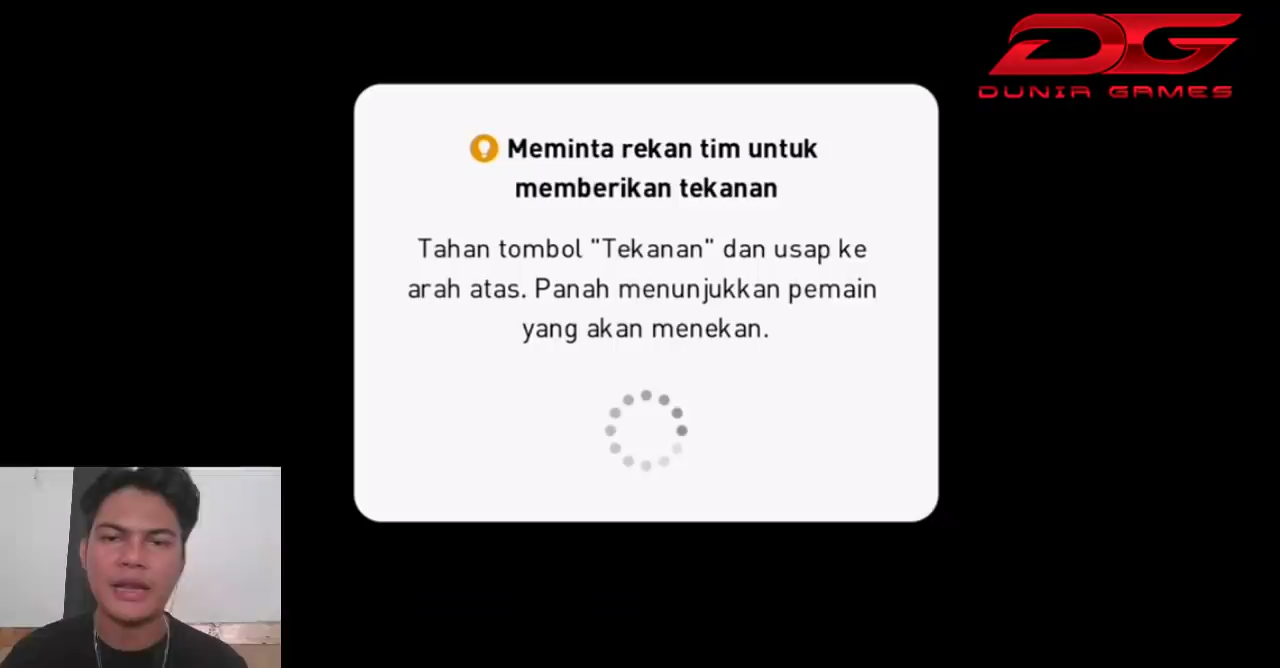 DG
DUNIA GAMES
Meminta rekan tim untuk
memberikan tekanan
Tahan tombol "Tekanan" dan usap ke
arah atas. Panah menunjukkan pemain
yang akan menekan.